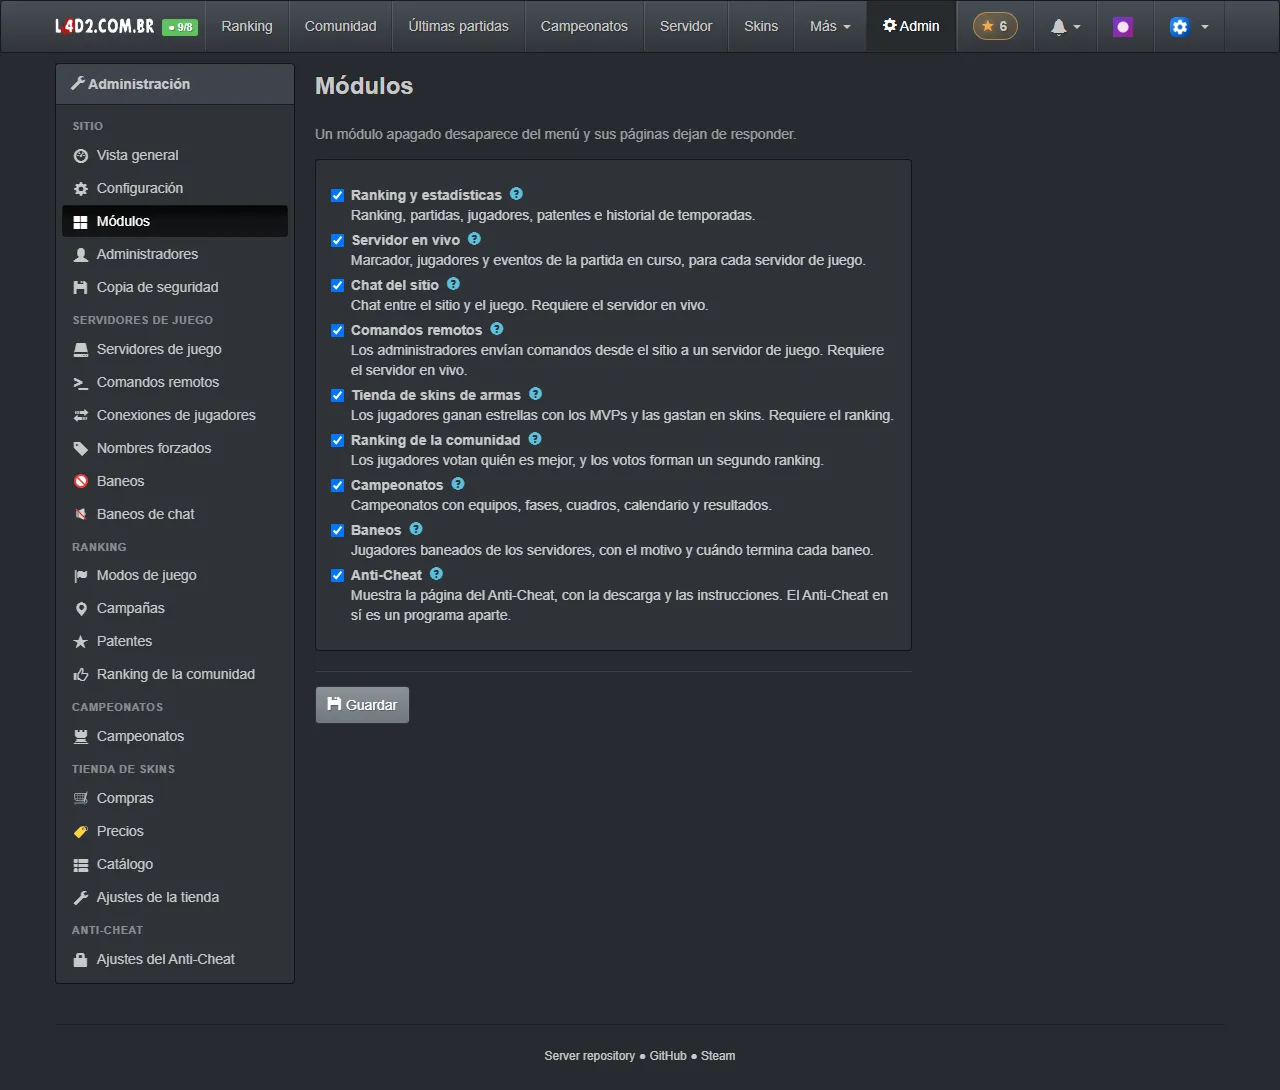 L4D2.COM.BR ● 9/8 Ranking Comunidad Últimas partidas Campeonatos Servidor Skins Más Admin ★ 6
Administración
SITIO
Vista general
Configuración
Módulos
Administradores
Copia de seguridad
SERVIDORES DE JUEGO
Servidores de juego
Comandos remotos
Conexiones de jugadores
Nombres forzados
Baneos
Baneos de chat
RANKING
Modos de juego
Campañas
Patentes
Ranking de la comunidad
CAMPEONATOS
Campeonatos
TIENDA DE SKINS
Compras
Precios
Catálogo
Ajustes de la tienda
ANTI-CHEAT
Ajustes del Anti-Cheat
Módulos
Un módulo apagado desaparece del menú y sus páginas dejan de responder.
Ranking y estadísticas ?
Ranking, partidas, jugadores, patentes e historial de temporadas.
Servidor en vivo ?
Marcador, jugadores y eventos de la partida en curso, para cada servidor de juego.
Chat del sitio ?
Chat entre el sitio y el juego. Requiere el servidor en vivo.
Comandos remotos ?
Los administradores envían comandos desde el sitio a un servidor de juego. Requiere
el servidor en vivo.
Tienda de skins de armas ?
Los jugadores ganan estrellas con los MVPs y las gastan en skins. Requiere el ranking.
Ranking de la comunidad ?
Los jugadores votan quién es mejor, y los votos forman un segundo ranking.
Campeonatos ?
Campeonatos con equipos, fases, cuadros, calendario y resultados.
Baneos ?
Jugadores baneados de los servidores, con el motivo y cuándo termina cada baneo.
Anti-Cheat ?
Muestra la página del Anti-Cheat, con la descarga y las instrucciones. El Anti-Cheat en
sí es un programa aparte.
Guardar
Server repository ● GitHub ● Steam